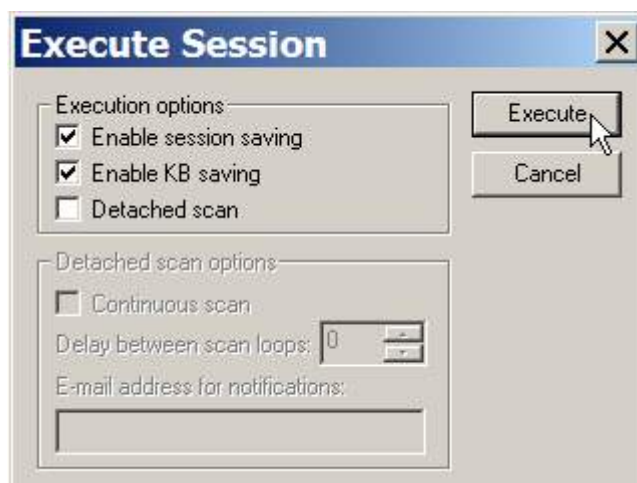 Execute Session
Execution options
Enable session saving
Enable KB saving
Detached scan
Execute
Cancel
Detached scan options
Continuous scan
Delay between scan loops: 0
E-mail address for notifications: